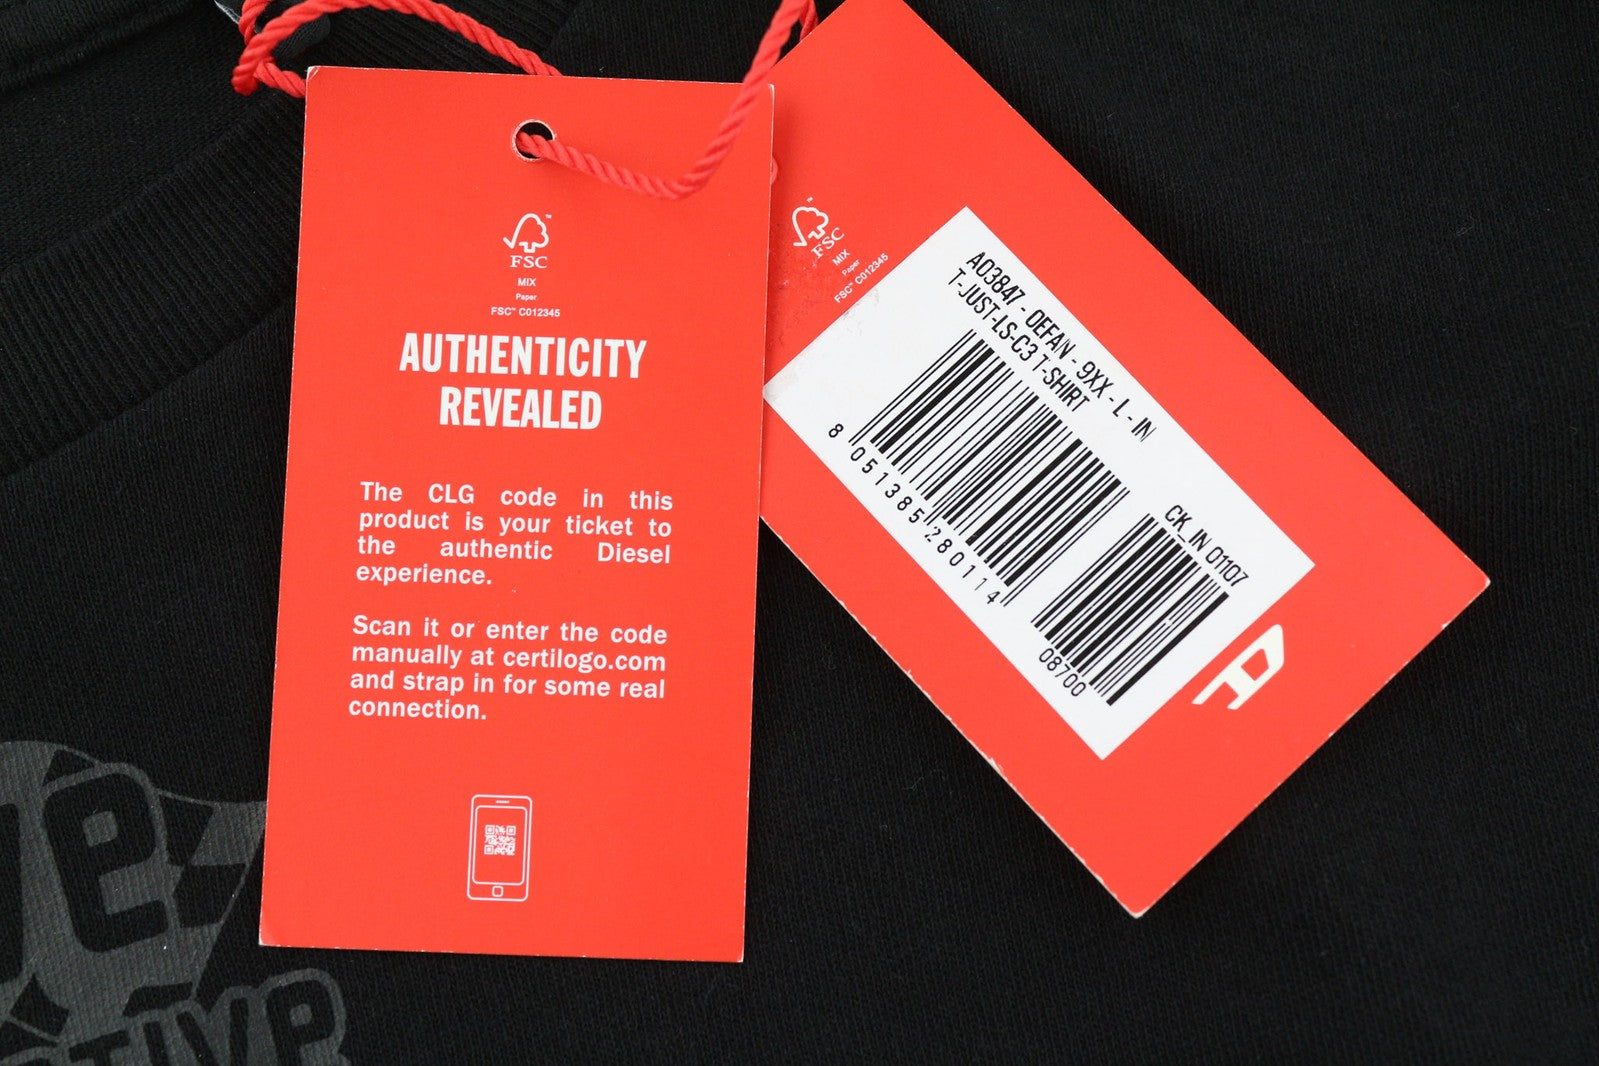 FSC
MIX
Paper
FSC™ C012345
AUTHENTICITY
REVEALED
The CLG code in this
product is your ticket to
the authentic Diesel
experience.
Scan it or enter the code
manually at certilogo.com
and strap in for some real
connection.
FSC
MIX
Paper
FSC™ C012345
A03847 - 0EFAN - 9XX - L - IN
T-JUST-LS-C3 T-SHIRT
8 051385 280114
CK_IN 01107
08700
D